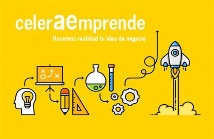 celeraemprende
Hacemos realidad tu idea de negocio